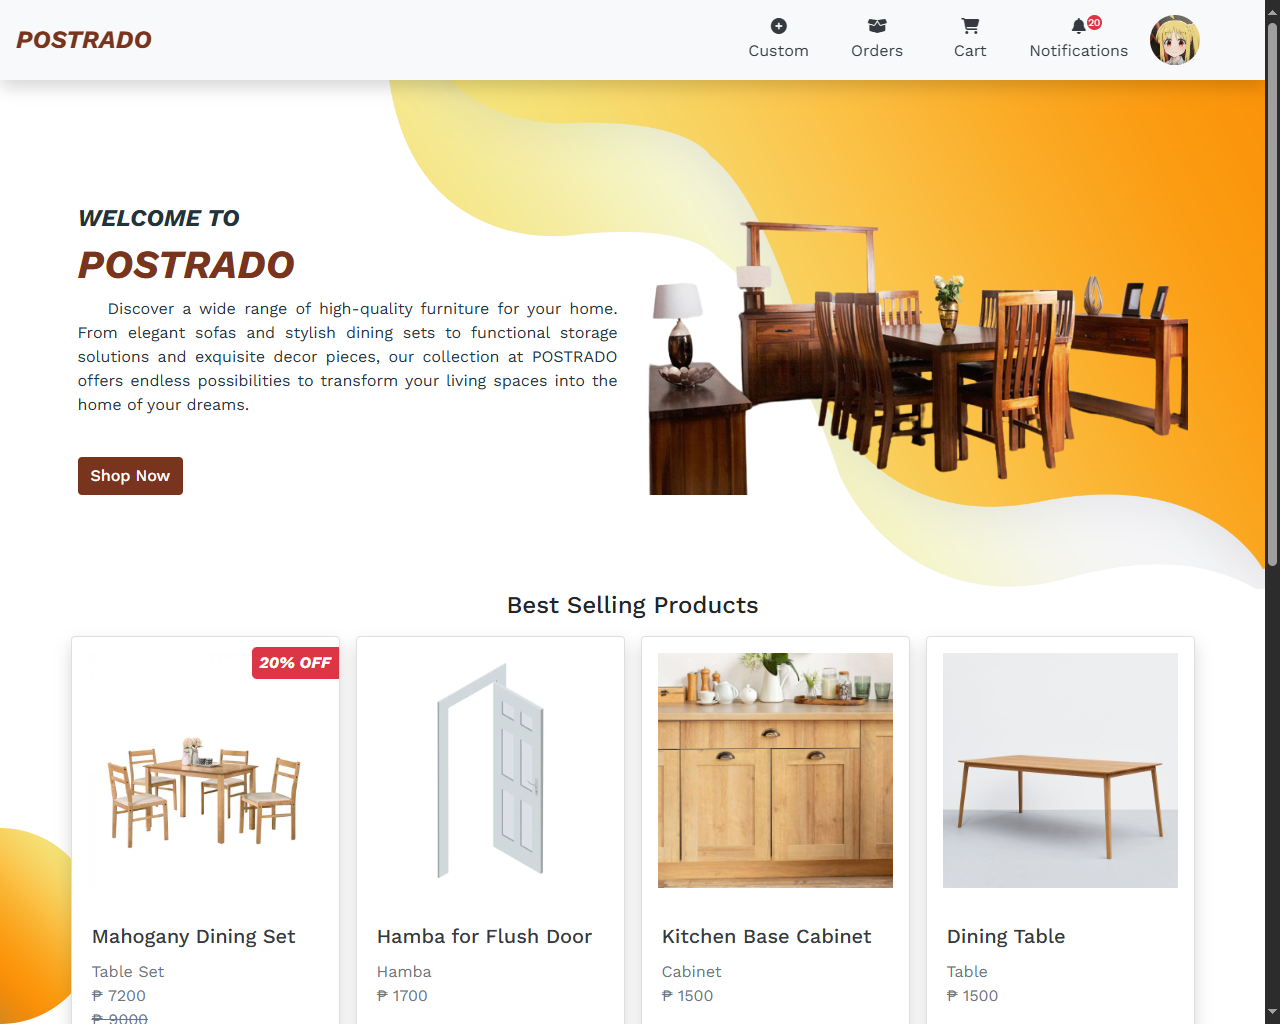 POSTRADO
Custom
Orders
Cart
20
Notifications
WELCOME TO
POSTRADO
Discover a wide range of high-quality furniture for your home.
From elegant sofas and stylish dining sets to functional storage
solutions and exquisite decor pieces, our collection at POSTRADO
offers endless possibilities to transform your living spaces into the
home of your dreams.
Shop Now
Best Selling Products
20% OFF
Mahogany Dining Set
Table Set
₱ 7200
₱ 9000
Hamba for Flush Door
Hamba
₱ 1700
Kitchen Base Cabinet
Cabinet
₱ 1500
Dining Table
Table
₱ 1500